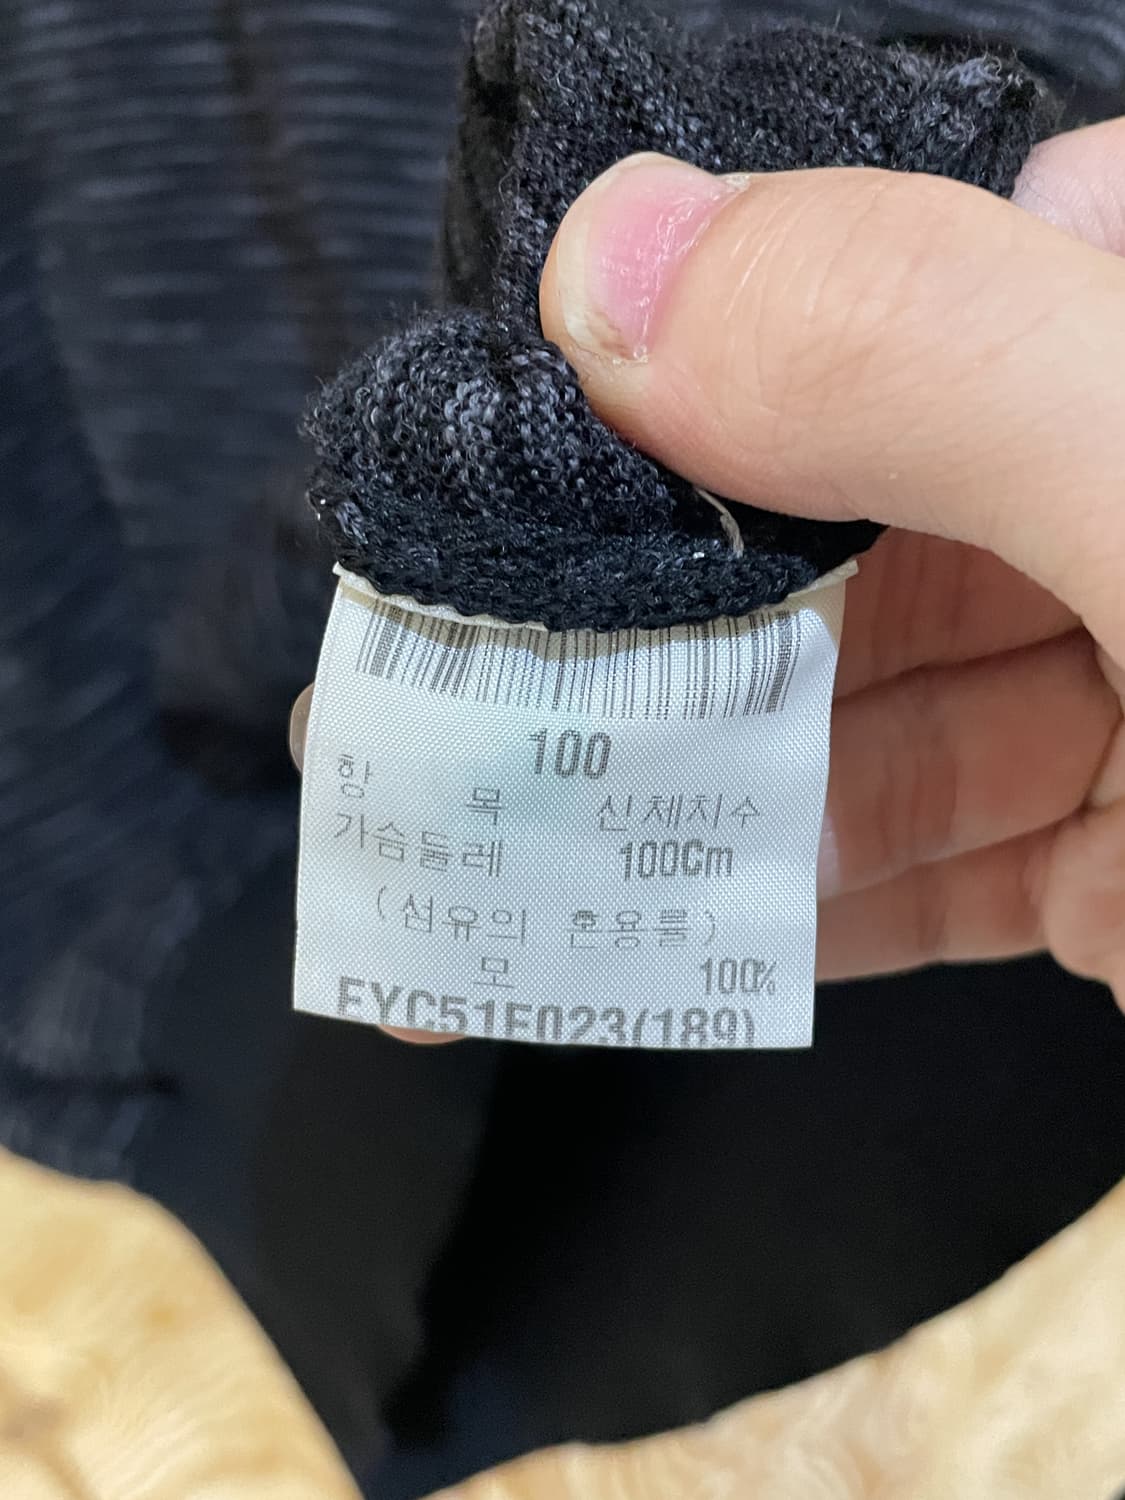 100
항 목 신체치수
가슴둘레 100Cm
(섬유의 혼용률)
모 100%
EYC51E023(189)